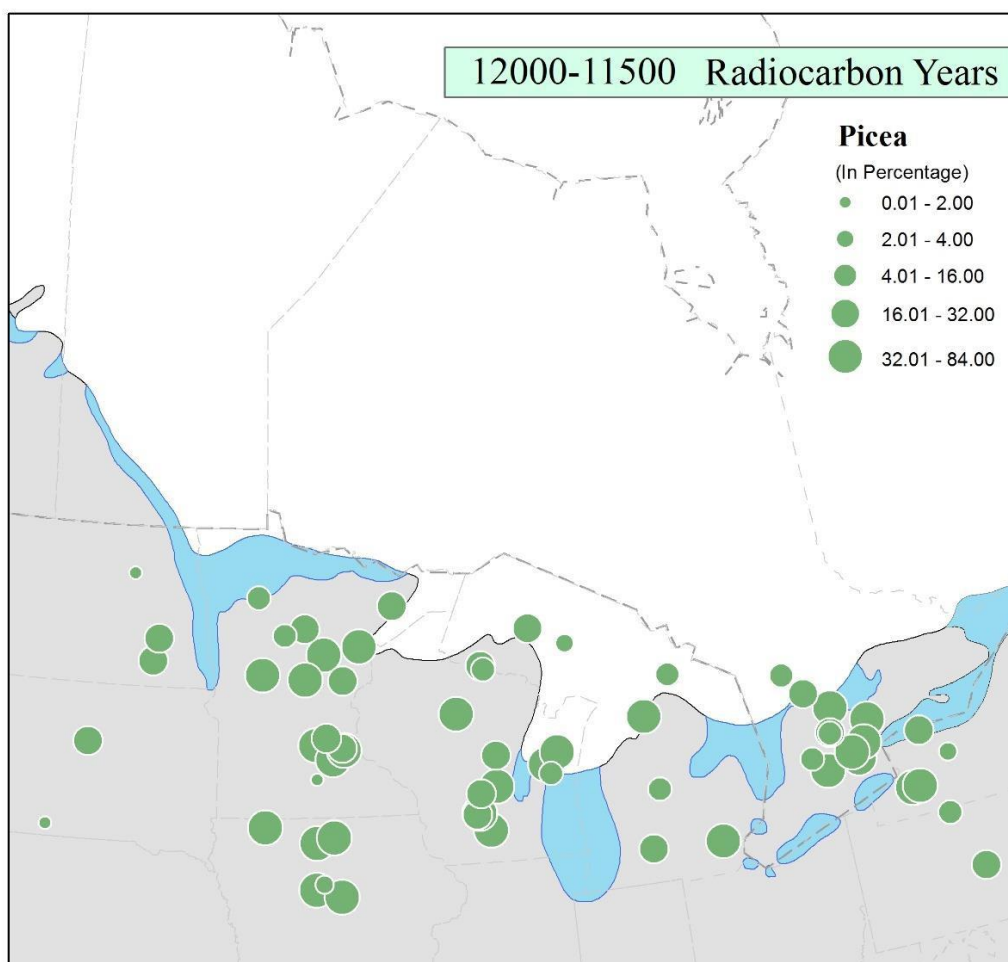 12000-11500 Radiocarbon Years
Picea
(In Percentage)
0.01 - 2.00
2.01 - 4.00
4.01 - 16.00
16.01 - 32.00
32.01 - 84.00